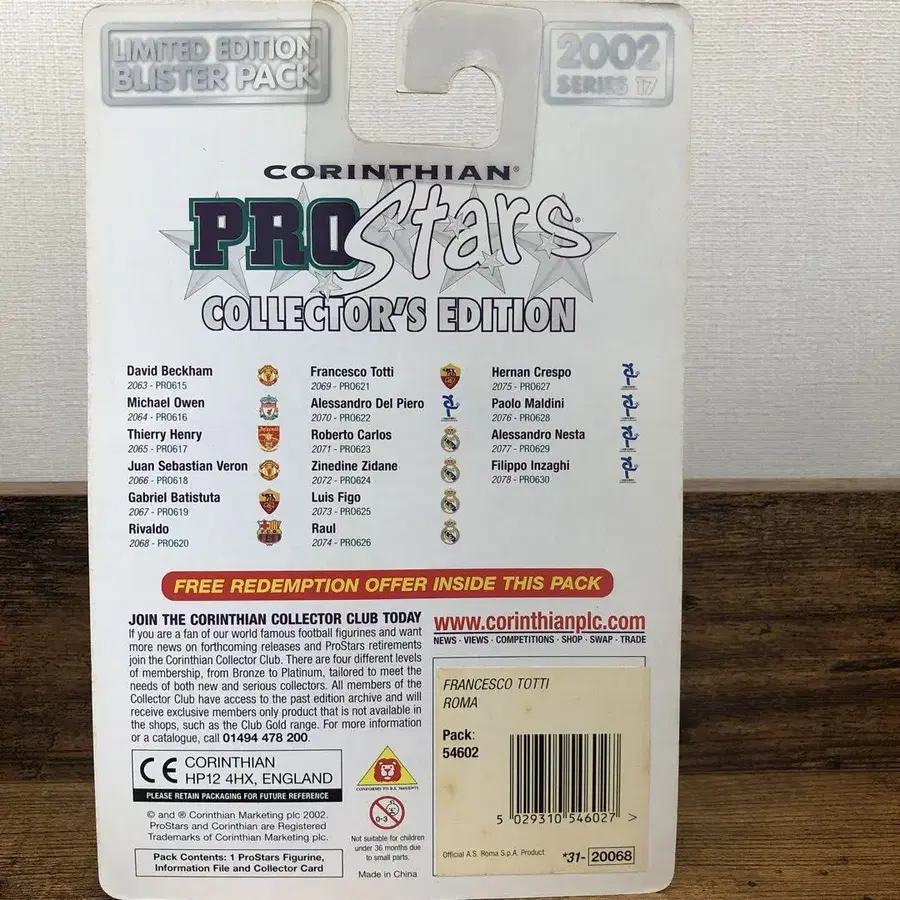 LIMITED EDITION
BLISTER PACK
2002
SERIES 17
CORINTHIAN®
PROStars®
COLLECTOR'S EDITION
David Beckham
2063 - PRO615
Michael Owen
2064 - PRO616
Thierry Henry
2065 - PRO617
Juan Sebastian Veron
2066 - PRO618
Gabriel Batistuta
2067 - PRO619
Rivaldo
2068 - PRO620
Francesco Totti
2069 - PRO621
Alessandro Del Piero
2070 - PRO622
Roberto Carlos
2071 - PRO623
Zinedine Zidane
2072 - PRO624
Luis Figo
2073 - PRO625
Raul
2074 - PRO626
Hernan Crespo
2075 - PRO627
Paolo Maldini
2076 - PRO628
Alessandro Nesta
2077 - PRO629
Filippo Inzaghi
2078 - PRO630
FREE REDEMPTION OFFER INSIDE THIS PACK
JOIN THE CORINTHIAN COLLECTOR CLUB TODAY
If you are a fan of our world famous football figurines and want
more news on forthcoming releases and ProStars retirements
join the Corinthian Collector Club. There are four different levels
of membership, from Bronze to Platinum, tailored to meet the
needs of both new and serious collectors. All members of the
Collector Club have access to the past edition archive and will
receive exclusive members only product that is not available in
the shops, such as the Club Gold range. For more information
or a catalogue, call 01494 478 200.
CE CORINTHIAN
HP12 4HX, ENGLAND
PLEASE RETAIN PACKAGING FOR FUTURE REFERENCE
© and ® Corinthian Marketing plc 2002.
ProStars and Corinthian are Registered
Trademarks of Corinthian Marketing plc.
Pack Contents: 1 ProStars Figurine,
Information File and Collector Card
0-3
Not suitable for children
under 36 months due
to small parts.
Made in China
www.corinthianplc.com
NEWS · VIEWS · COMPETITIONS · SHOP · SWAP · TRADE
FRANCESCO TOTTI
ROMA
Pack:
54602
5 029310 546027 >
Official A.S. Roma S.p.A. Product
*31- 20068